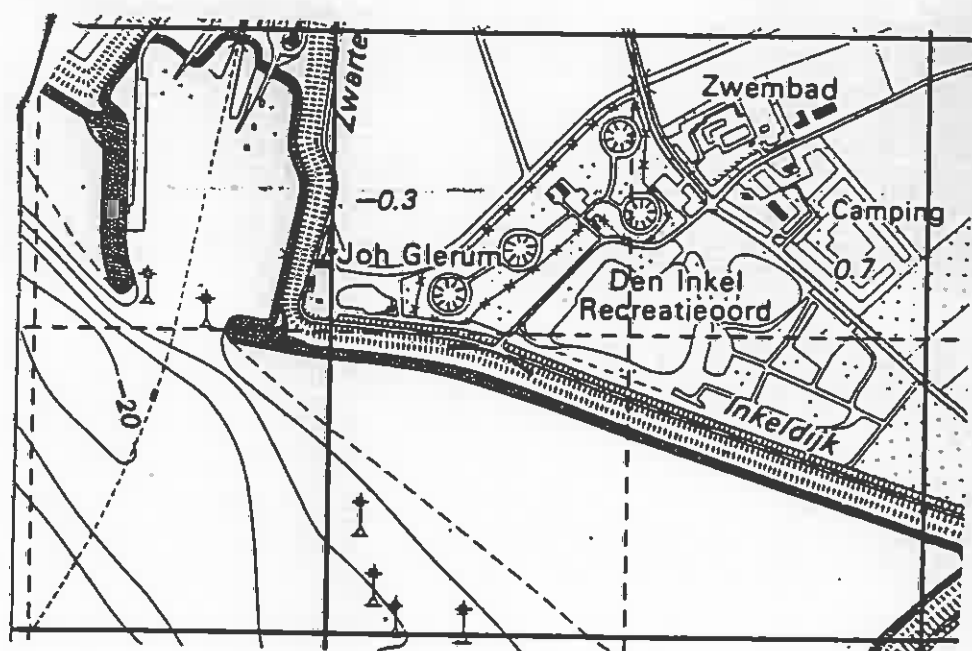 Zwarte
Zwembad
-0.3
Camping
Joh Glerum
0.7
Den Inkel
Recreatieoord
-20
Inkeldijk